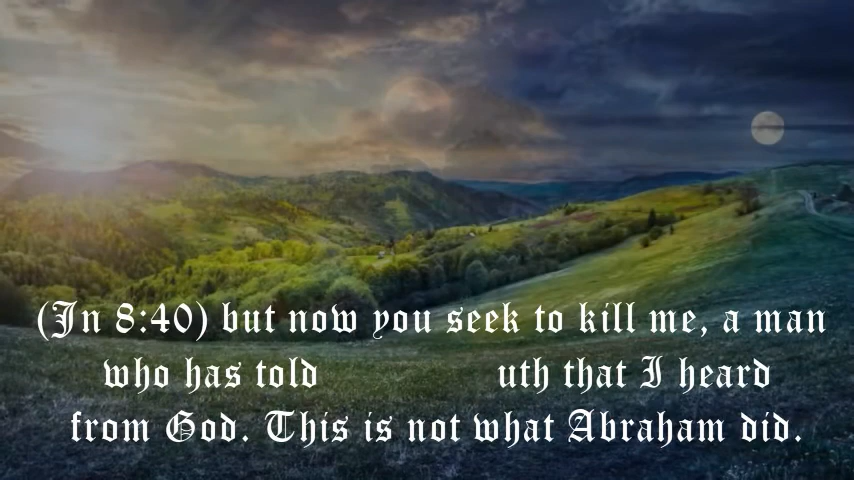 (Jn 8:40) but now you seek to kill me, a man
who has told uth that I heard
from God. This is not what Abraham did.